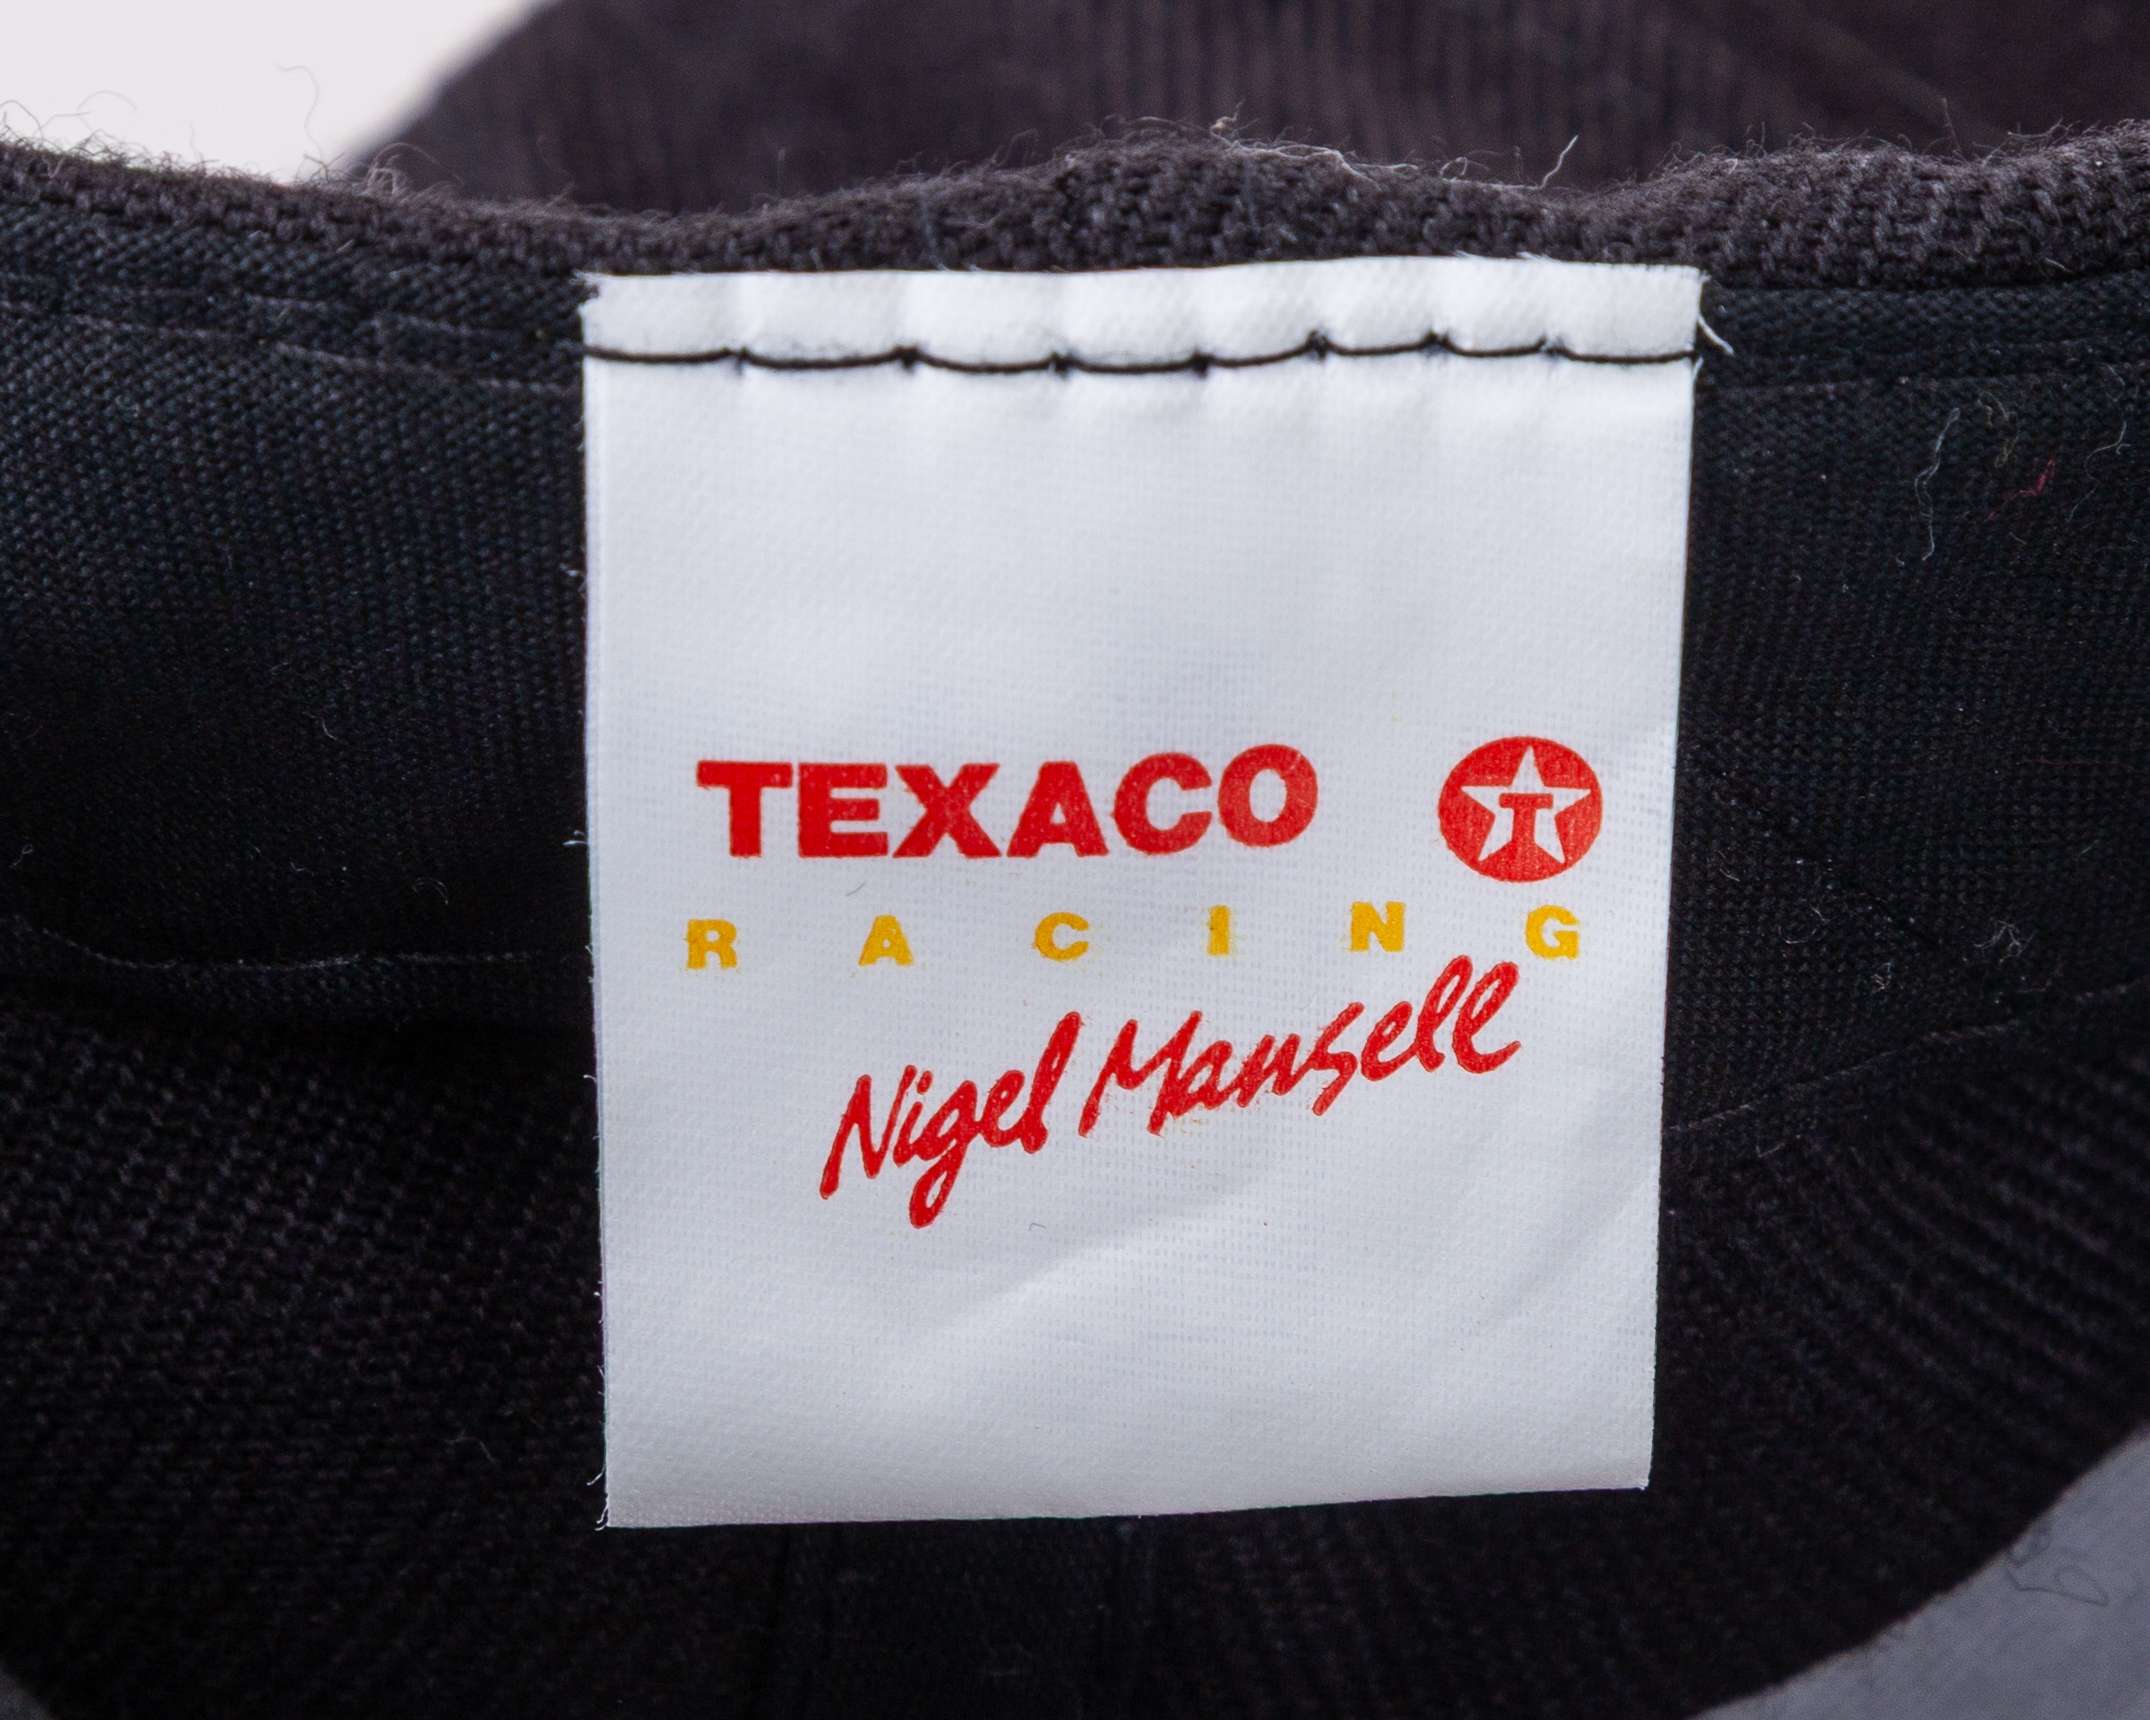 TEXACO T
RACING
Nigel Mansell